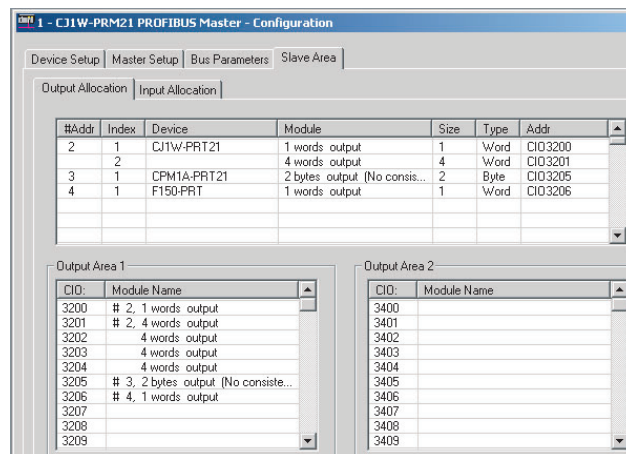 1 - CJ1W-PRM21 PROFIBUS Master - Configuration
Device Setup Master Setup Bus Parameters Slave Area
Output Allocation Input Allocation
#Addr Index Device Module Size Type Addr
2 1 CJ1W-PRT21 1 words output 1 Word CIO3200
2 4 words output 4 Word CIO3201
3 1 CPM1A-PRT21 2 bytes output (No consis... 2 Byte CIO3205
4 1 F150-PRT 1 words output 1 Word CIO3206
Output Area 1 Output Area 2
CIO: Module Name CIO: Module Name
3200 # 2, 1 words output 3400
3201 # 2, 4 words output 3401
3202 4 words output 3402
3203 4 words output 3403
3204 4 words output 3404
3205 # 3, 2 bytes output (No consiste... 3405
3206 # 4, 1 words output 3406
3207 3407
3208 3408
3209 3409